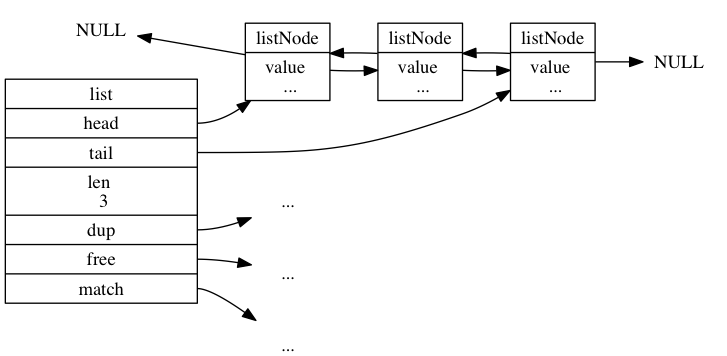 NULL
listNode
value
...
listNode
value
...
listNode
value
...
NULL
list
head
tail
len
3
dup
free
match
...
...
...